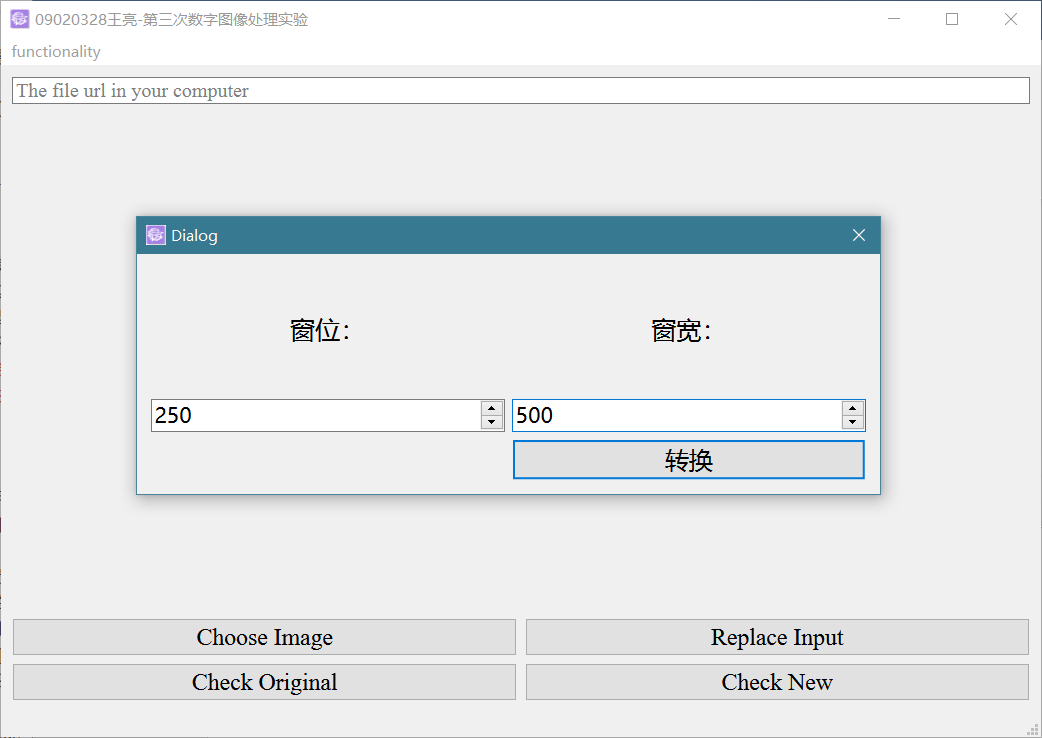 09020328王亮-第三次数字图像处理实验
functionality
The file url in your computer
Dialog
窗位：
窗宽：
250
500
转换
Choose Image
Replace Input
Check Original
Check New